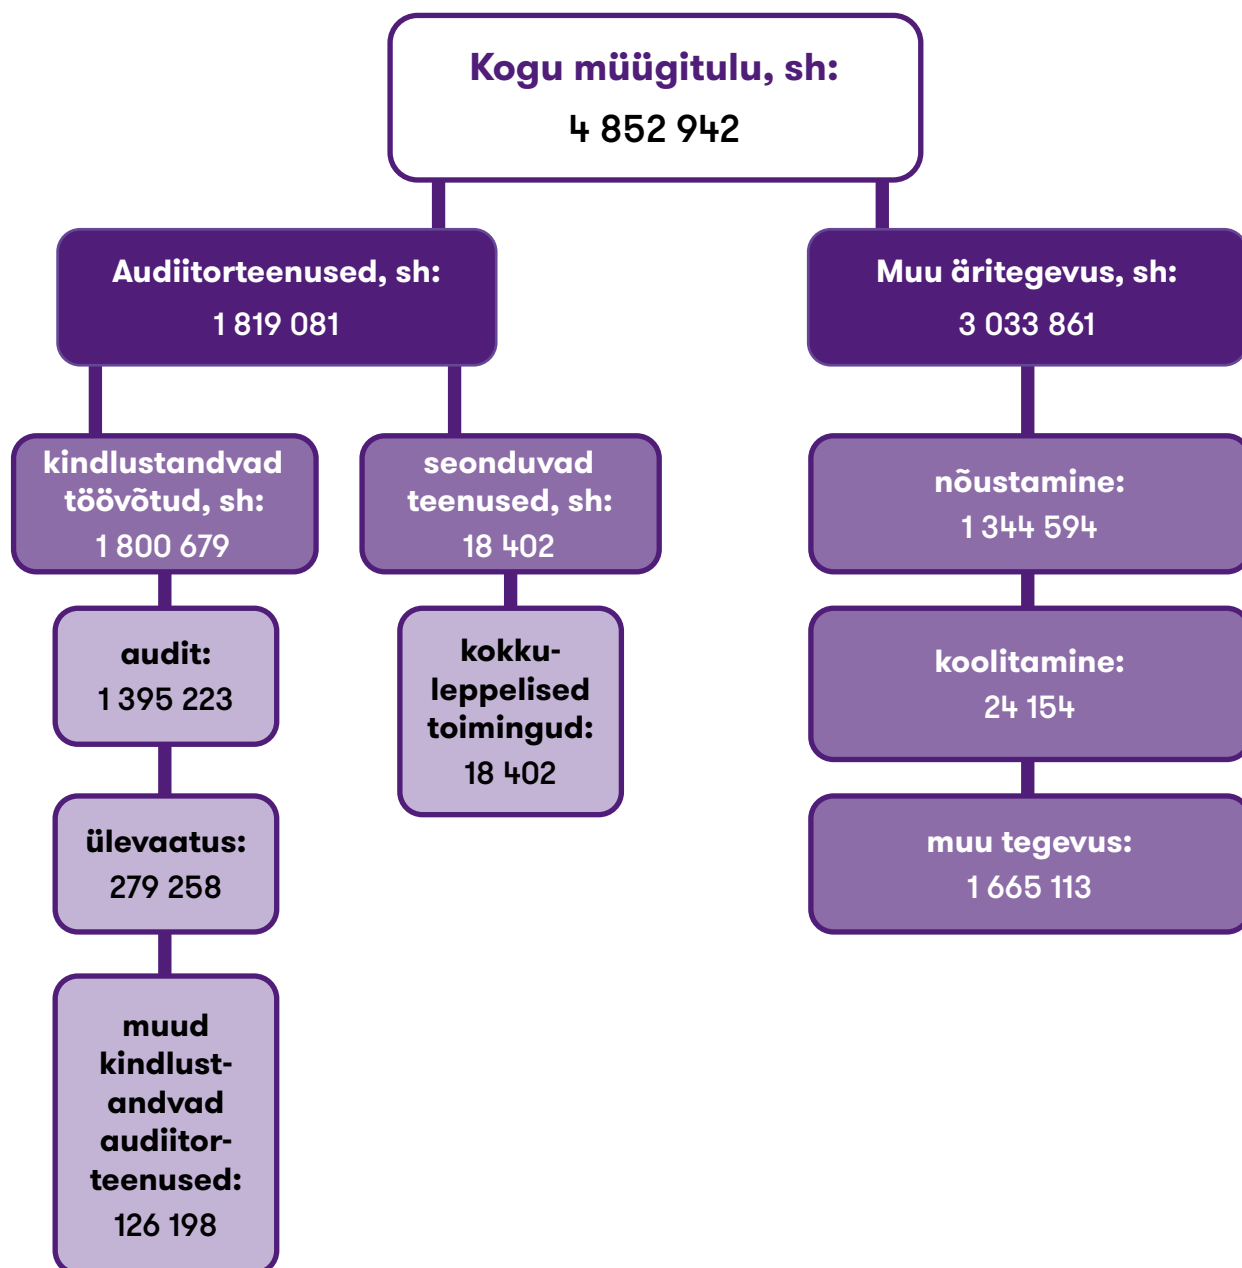 Kogu müügitulu, sh:
4 852 942
Audiitorteenused, sh:
1 819 081
Muu äritegevus, sh:
3 033 861
kindlustandvad
töövõtud, sh:
1 800 679
seonduvad
teenused, sh:
18 402
nõustamine:
1 344 594
audit:
1 395 223
kokku-
leppelised
toimingud:
18 402
koolitamine:
24 154
ülevaatus:
279 258
muu tegevus:
1 665 113
muud
kindlust-
andvad
audiitor-
teenused:
126 198